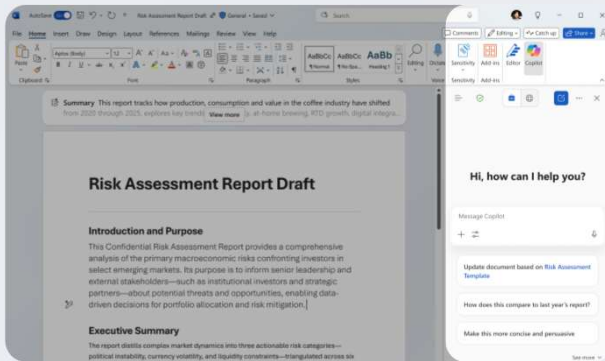 AutoSave
Risk Assessment Report Draft
General • Saved
Search
File Home Insert Draw Design Layout References Mailings Review View Help
Comments Editing Catch up Share
Paste
Aptos (Body) 12
AaBbCc AaBbCc AaBb
¶ Normal ¶ No Spac... Heading 1
Editing Dictate Sensitivity Add-ins Editor Copilot
Clipboard Font Paragraph Styles Voice Sensitivity Add-ins
Summary This report tracks how production, consumption and value in the coffee industry have shifted
from 2020 through 2025, explores key trends View more at-home brewing, RTD growth, digital integra...
Risk Assessment Report Draft
Introduction and Purpose
This Confidential Risk Assessment Report provides a comprehensive
analysis of the primary macroeconomic risks confronting investors in
select emerging markets. Its purpose is to inform senior leadership and
external stakeholders—such as institutional investors and strategic
partners—about potential threats and opportunities, enabling data-
driven decisions for portfolio allocation and risk mitigation.
Executive Summary
The report distills complex market dynamics into three actionable risk categories—
political instability, currency volatility, and liquidity constraints—triangulated across six
Hi, how can I help you?
Message Copilot
Update document based on Risk Assessment
Template
How does this compare to last year's report?
Make this more concise and persuasive
See more